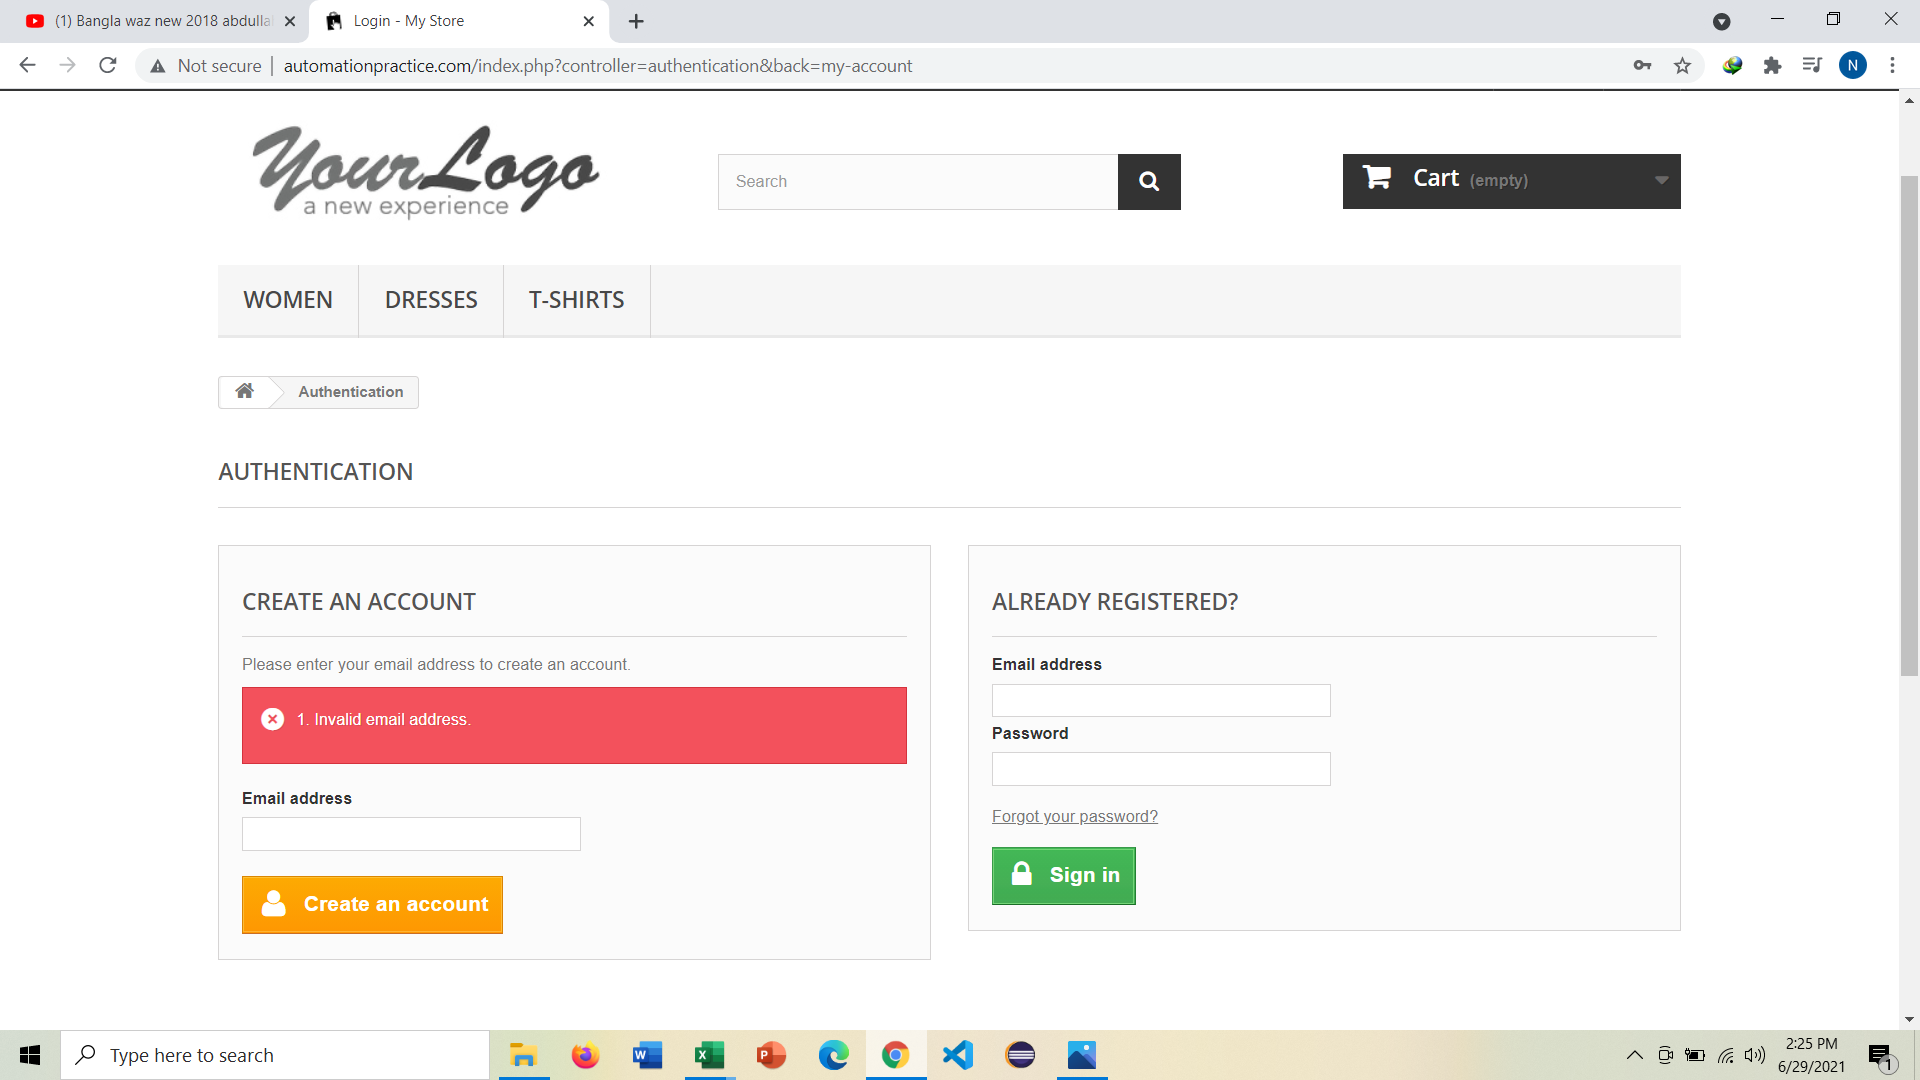 (1) Bangla waz new 2018 abdulla
Login - My Store
Not secure
automationpractice.com/index.php?controller=authentication&back=my-account
N
YourLogo
a new experience
Search
Cart (empty)
WOMEN
DRESSES
T-SHIRTS
Authentication
AUTHENTICATION
CREATE AN ACCOUNT
Please enter your email address to create an account.
1. Invalid email address.
Email address
Create an account
ALREADY REGISTERED?
Email address
Password
Forgot your password?
Sign in
Type here to search
2:25 PM
6/29/2021
1